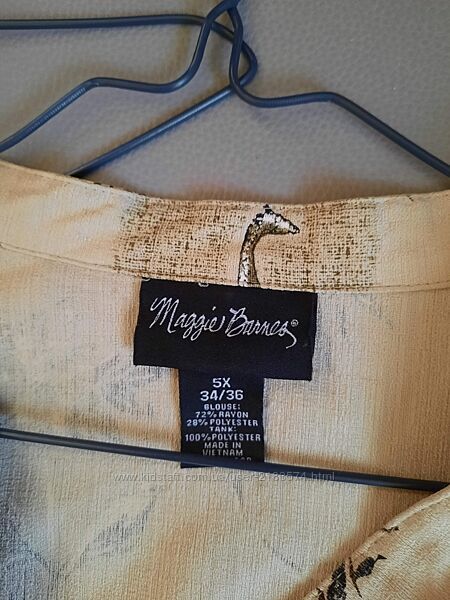 Maggie Barnes®
5X
34/36
BLOUSE:
72% RAYON
28% POLYESTER
TANK:
100% POLYESTER
MADE IN
VIETNAM